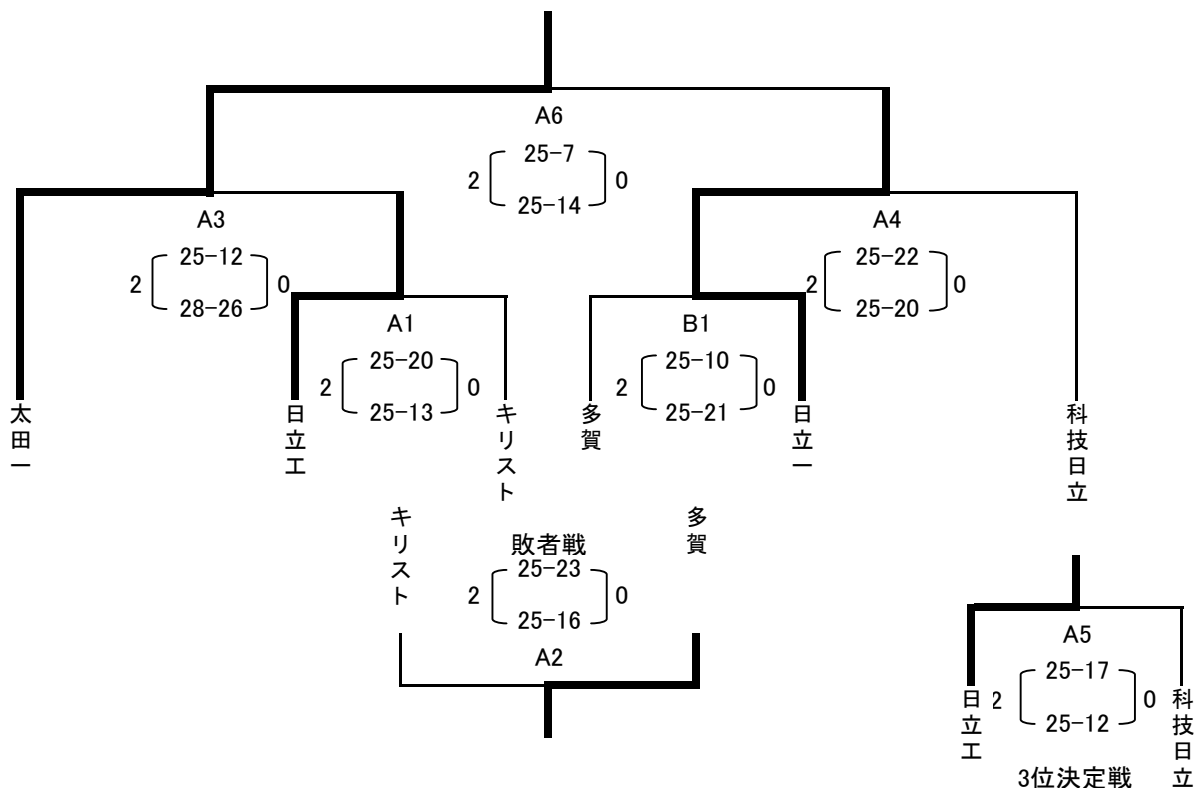 A6
25-7
2 0
25-14
A3
25-12
2 0
28-26
A4
25-22
2 0
25-20
A1
25-20
2 0
25-13
B1
25-10
2 0
25-21
太田一
日立工
キリスト
多賀
日立一
科技日立
キリスト
多賀
敗者戦
25-23
2 0
25-16
A2
A5
25-17
2 0
25-12
日立工
科技日立
3位決定戦